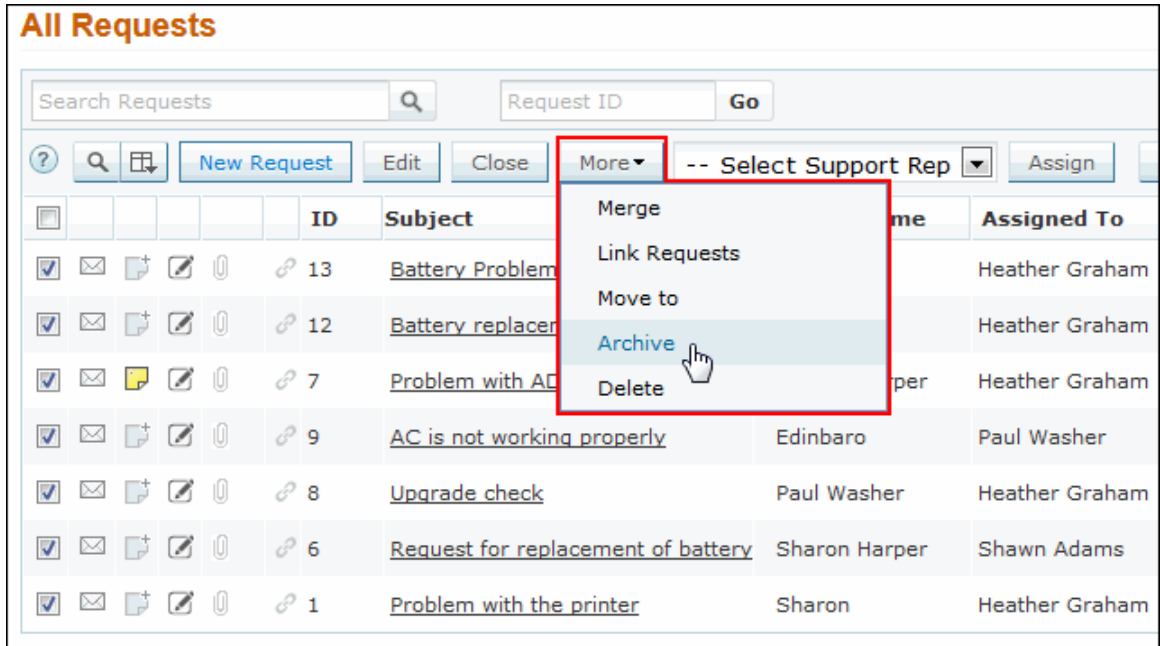 All Requests
Search Requests
Request ID Go
? New Request Edit Close More -- Select Support Rep Assign
Merge
Link Requests
Move to
Archive
Delete
ID Subject Assigned To
13 Battery Problem Heather Graham
12 Battery Heather Graham
7 Problem with Heather Graham
9 AC is not working properly Edinbaro Paul Washer
8 Upgrade check Paul Washer Heather Graham
6 Request for replacement of battery Sharon Harper Shawn Adams
1 Problem with the printer Sharon Heather Graham